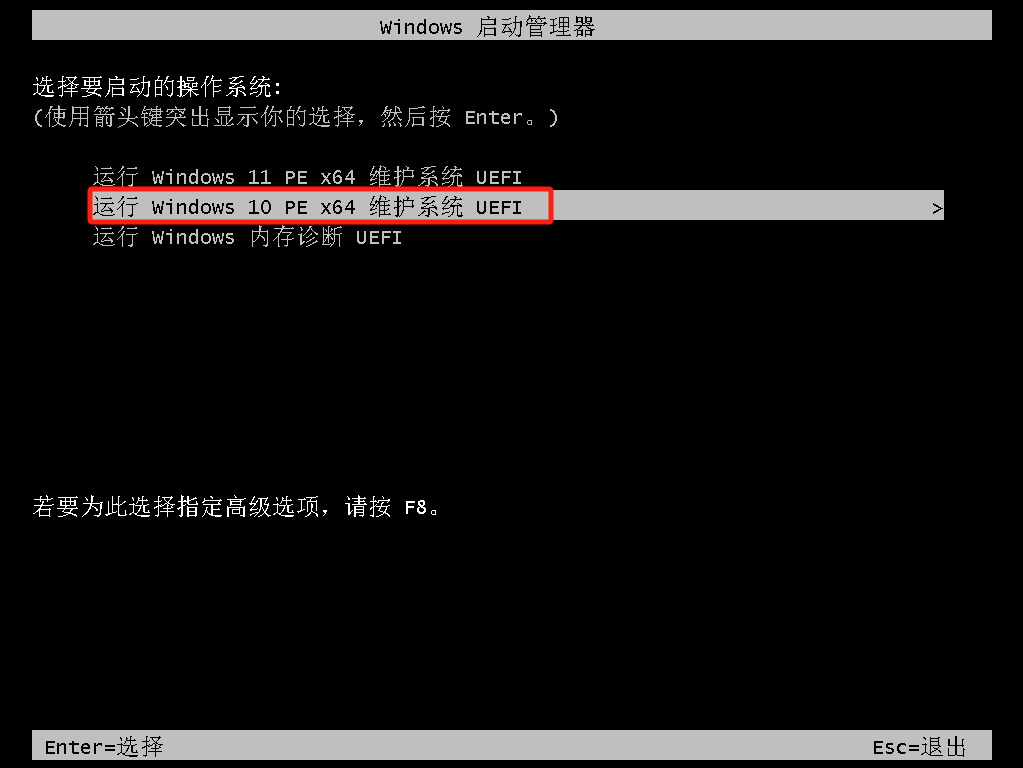 Windows 启动管理器
选择要启动的操作系统:
(使用箭头键突出显示你的选择，然后按 Enter。)
运行 Windows 11 PE x64 维护系统 UEFI
运行 Windows 10 PE x64 维护系统 UEFI >
运行 Windows 内存诊断 UEFI
若要为此选择指定高级选项，请按 F8。
Enter=选择 Esc=退出